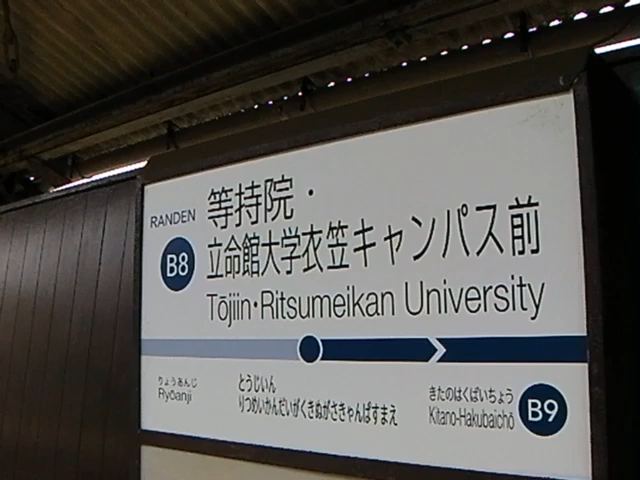 RANDEN
B8
等持院・
立命館大学衣笠キャンパス前
Tōjiin・Ritsumeikan University
りょうあんじ
Ryōanji
とうじいん
りつめいかんだいがくきぬがさきゃんぱすまえ
きたのはくばいちょう
Kitano-Hakubaichō
B9